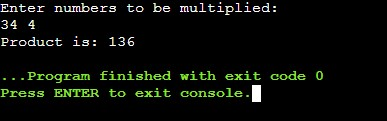 Enter numbers to be multiplied:
34 4
Product is: 136
...Program finished with exit code 0
Press ENTER to exit console.